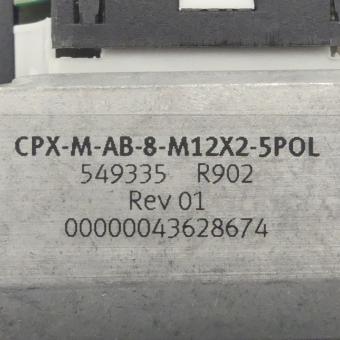 CPX-M-AB-8-M12X2-5POL
549335 R902
Rev 01
00000043628674